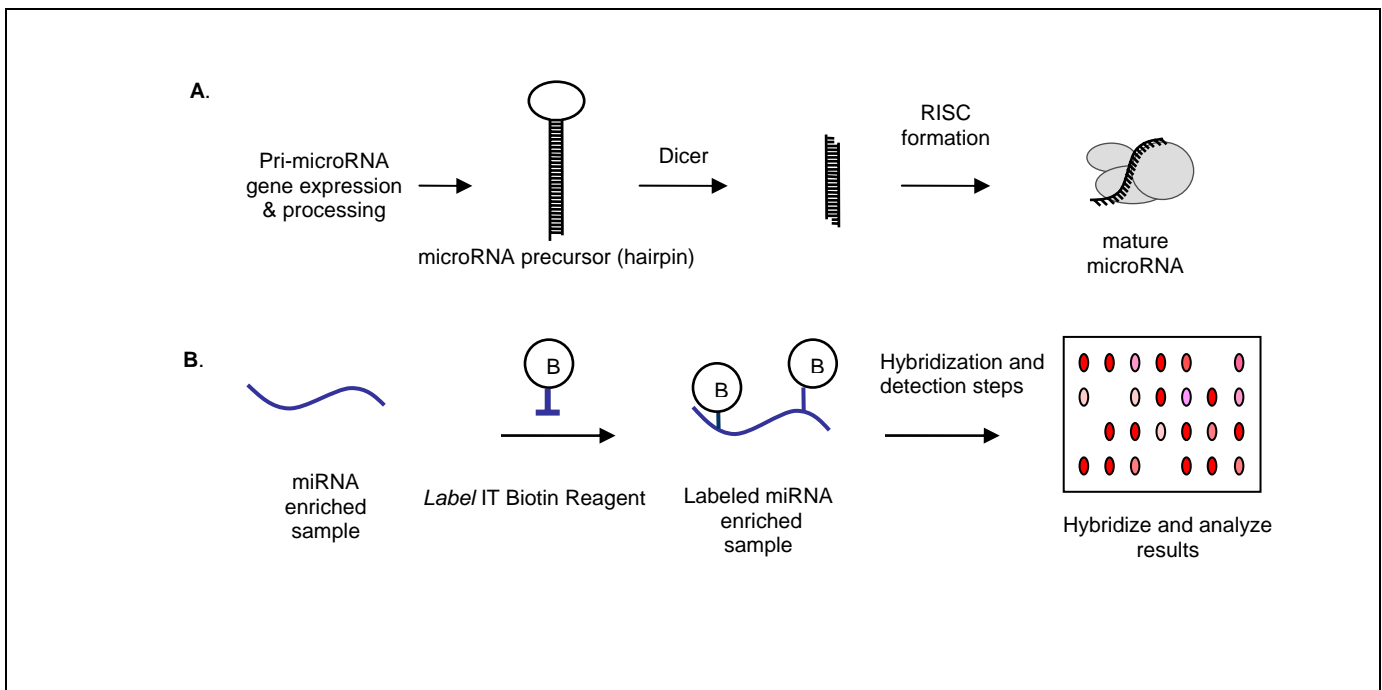 A.
Pri-microRNA
gene expression
& processing
microRNA precursor (hairpin)
Dicer
RISC
formation
mature
microRNA
B.
miRNA
enriched
sample
B
Label IT Biotin Reagent
B
B
Labeled miRNA
enriched
sample
Hybridization and
detection steps
Hybridize and analyze
results